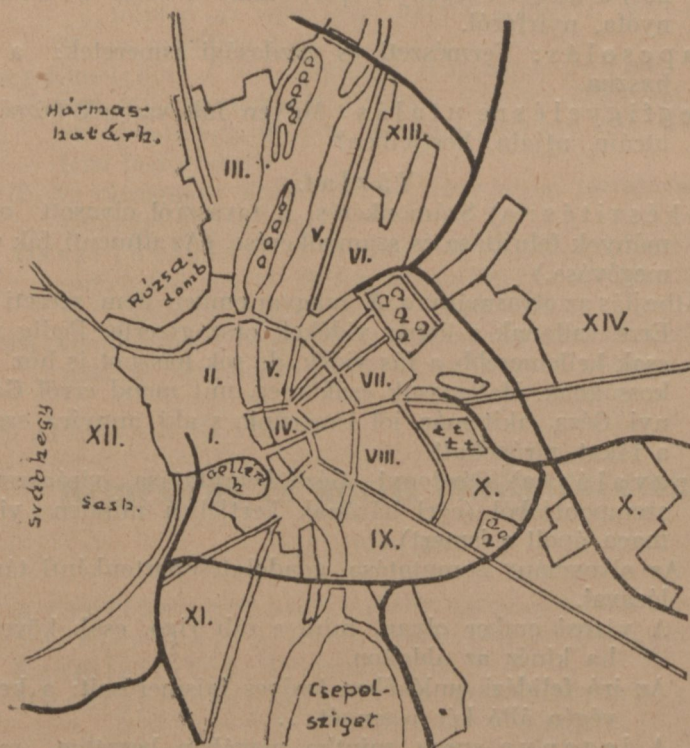 Hármas-
határh.
III.
XIII.
V.
VI.
Rózsa-
domb
XIV.
II.
V.
VII.
XII.
I.
IV.
VIII.
Svábhegy
Gellért
h
Sash.
X.
X.
IX.
XI.
Csepel-
sziget